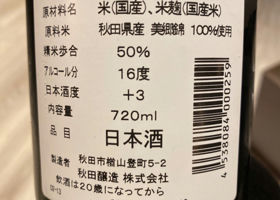 原材料名 米(国産)、米麹(国産米)
原料米 秋田県産 美郷錦 100%使用
精米歩合 50%
アルコール分 16度
日本酒度 +3
内容量 720ml
品目 日本酒
製造者 秋田市楢山登町5-2
秋田醸造 株式会社
飲酒は20歳になってから
4538084000259